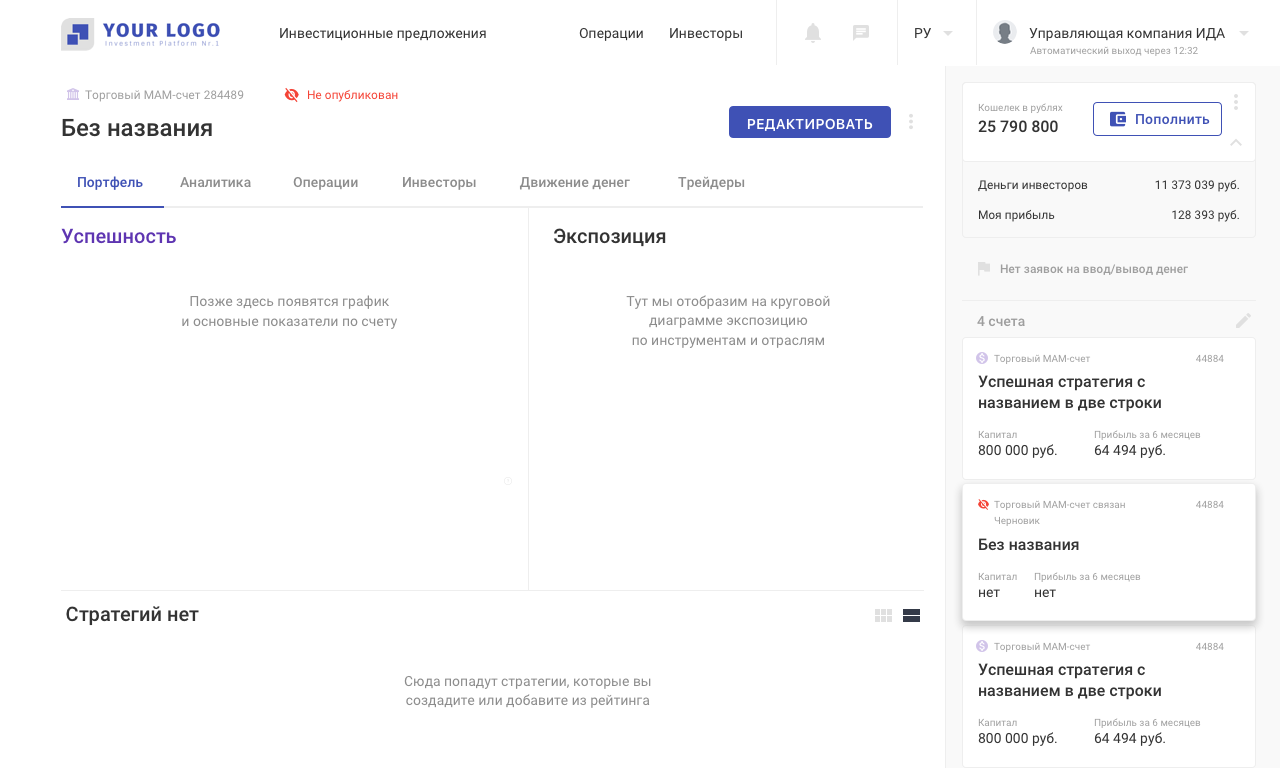 YOUR LOGO
Investment Platform Nr.1
Инвестиционные предложения
Операции
Инвесторы
РУ
Управляющая компания ИДА
Автоматический выход через 12:32
Торговый МАМ-счет 284489
Не опубликован
Без названия
РЕДАКТИРОВАТЬ
Портфель
Аналитика
Операции
Инвесторы
Движение денег
Трейдеры
Успешность
Позже здесь появятся график
и основные показатели по счету
Экспозиция
Тут мы отобразим на круговой
диаграмме экспозицию
по инструментам и отраслям
Стратегий нет
Сюда попадут стратегии, которые вы
создадите или добавите из рейтинга
Кошелек в рублях
25 790 800
Пополнить
Деньги инвесторов
11 373 039 руб.
Моя прибыль
128 393 руб.
Нет заявок на ввод/вывод денег
4 счета
Торговый МАМ-счет
44884
Успешная стратегия с
названием в две строки
Капитал
Прибыль за 6 месяцев
800 000 руб.
64 494 руб.
Торговый МАМ-счет связан
44884
Черновик
Без названия
Капитал
Прибыль за 6 месяцев
нет
нет
Торговый МАМ-счет
44884
Успешная стратегия с
названием в две строки
Капитал
Прибыль за 6 месяцев
800 000 руб.
64 494 руб.